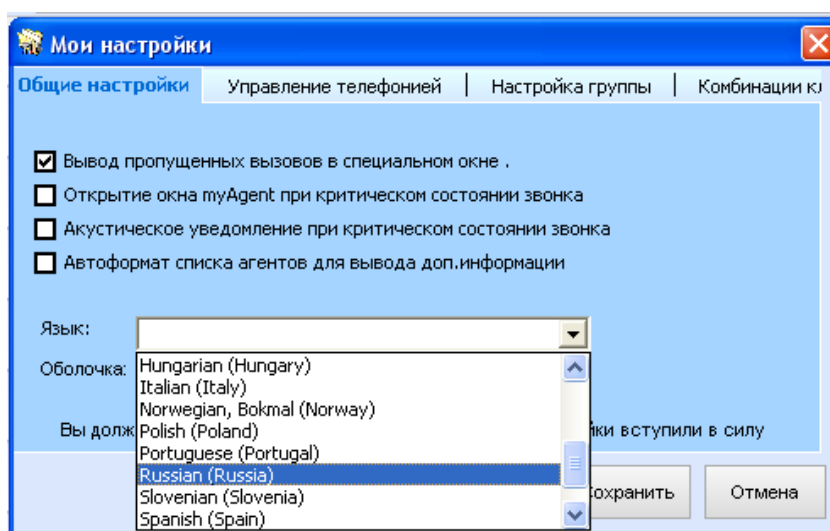 Мои настройки
Общие настройки Управление телефонией Настройка группы Комбинации кл
Вывод пропущенных вызовов в специальном окне .
Открытие окна myAgent при критическом состоянии звонка
Акустическое уведомление при критическом состоянии звонка
Автоформат списка агентов для вывода доп.информации
Язык:
Оболочка:
Hungarian (Hungary)
Italian (Italy)
Norwegian, Bokmal (Norway)
Polish (Poland)
Portuguese (Portugal)
Russian (Russia)
Slovenian (Slovenia)
Spanish (Spain)
Вы долж йки вступили в силу
Сохранить Отмена